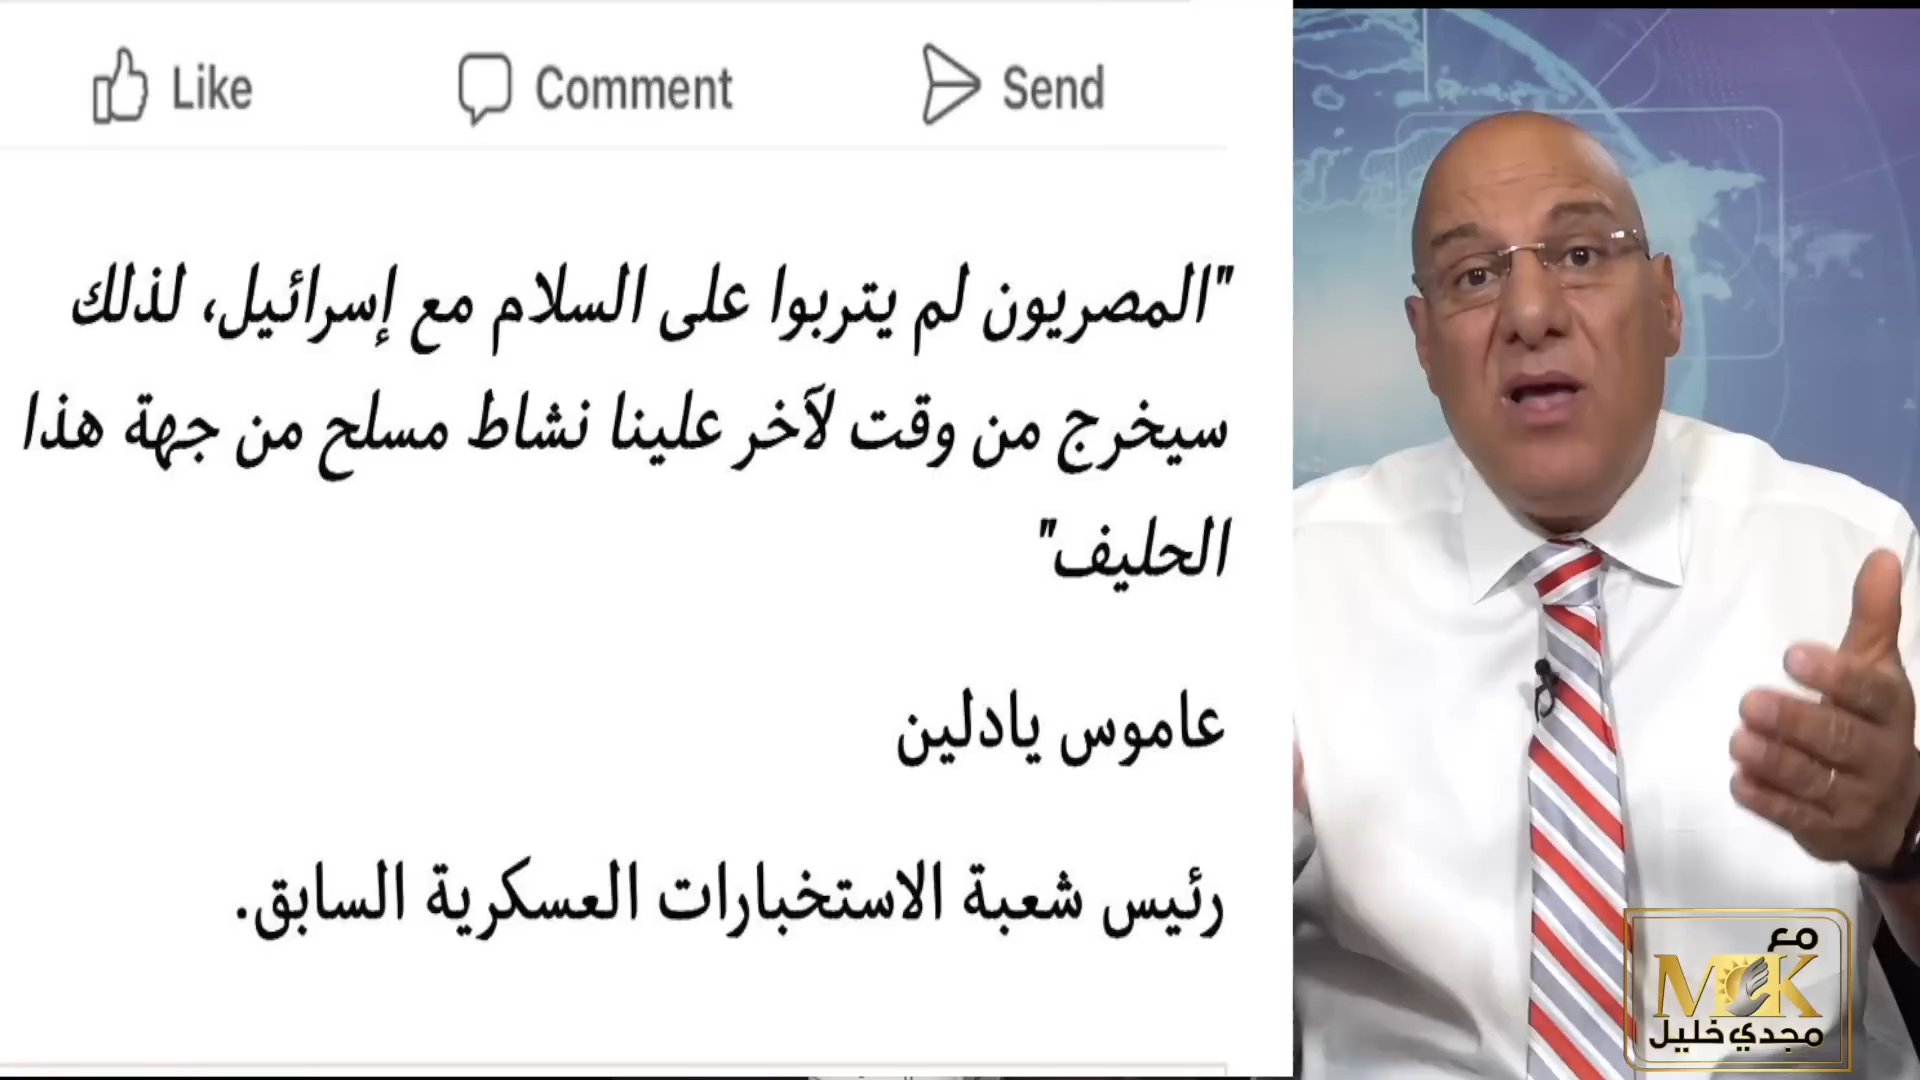 Like
Comment
Send
"المصريون لم يتربوا على السلام مع إسرائيل، لذلك
سيخرج من وقت لآخر علينا نشاط مسلح من جهة هذا
الحليف"
عاموس يادلين
رئيس شعبة الاستخبارات العسكرية السابق.
مع
MK
مجدي خليل